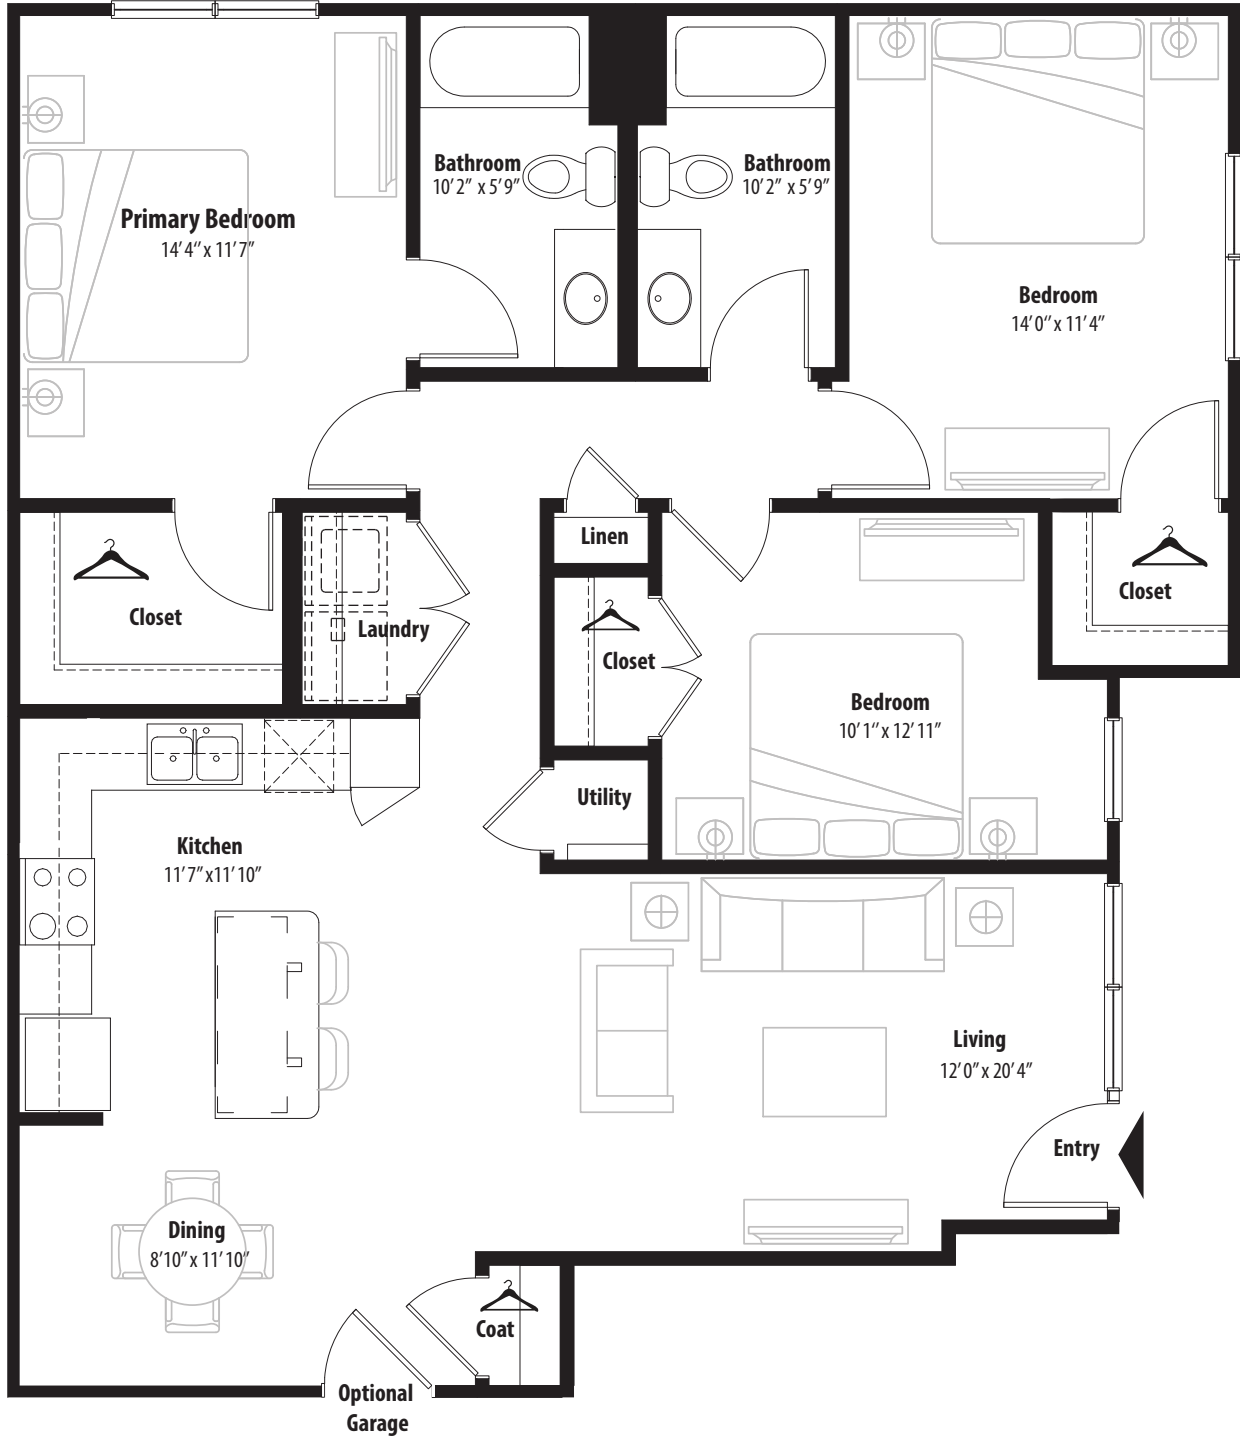 Bathroom
10'2" x 5'9"
Bathroom
10'2" x 5'9"
Primary Bedroom
14'4" x 11'7"
Bedroom
14'0" x 11'4"
Linen
Closet
Closet
Laundry
Closet
Bedroom
10'1" x 12'11"
Utility
Kitchen
11'7"x11'10"
Living
12'0" x 20'4"
Entry
Dining
8'10" x 11'10"
Coat
Optional
Garage